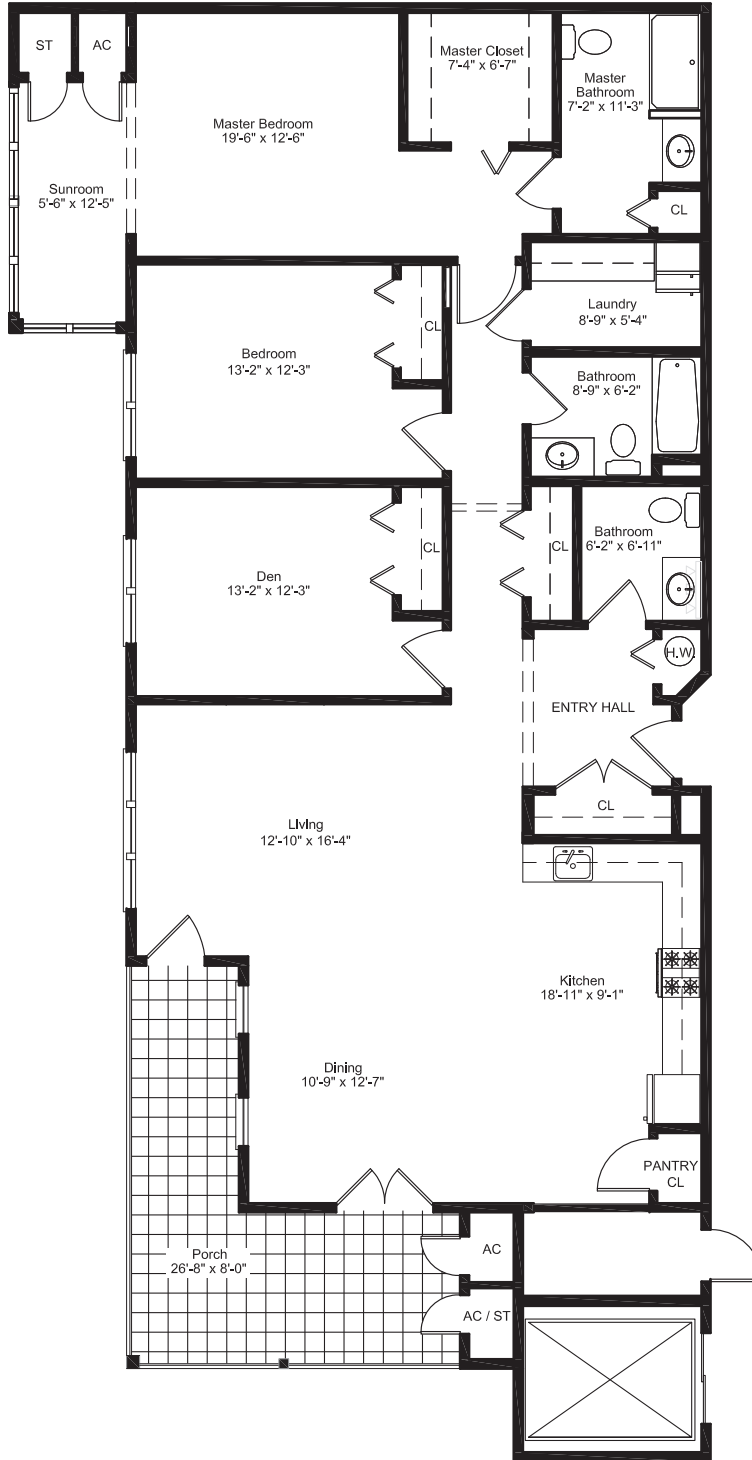 ST
AC
Master Closet
7'-4" x 6'-7"
Master
Bathroom
7'-2" x 11'-3"
Master Bedroom
19'-6" x 12'-6"
Sunroom
5'-6" x 12'-5"
CL
Laundry
8'-9" x 5'-4"
CL
Bedroom
13'-2" x 12'-3"
Bathroom
8'-9" x 6'-2"
Bathroom
6'-2" x 6'-11"
CL
CL
Den
13'-2" x 12'-3"
H.W.
ENTRY HALL
CL
Living
12'-10" x 16'-4"
Kitchen
18'-11" x 9'-1"
Dining
10'-9" x 12'-7"
PANTRY
CL
Porch
26'-8" x 8'-0"
AC
AC / ST